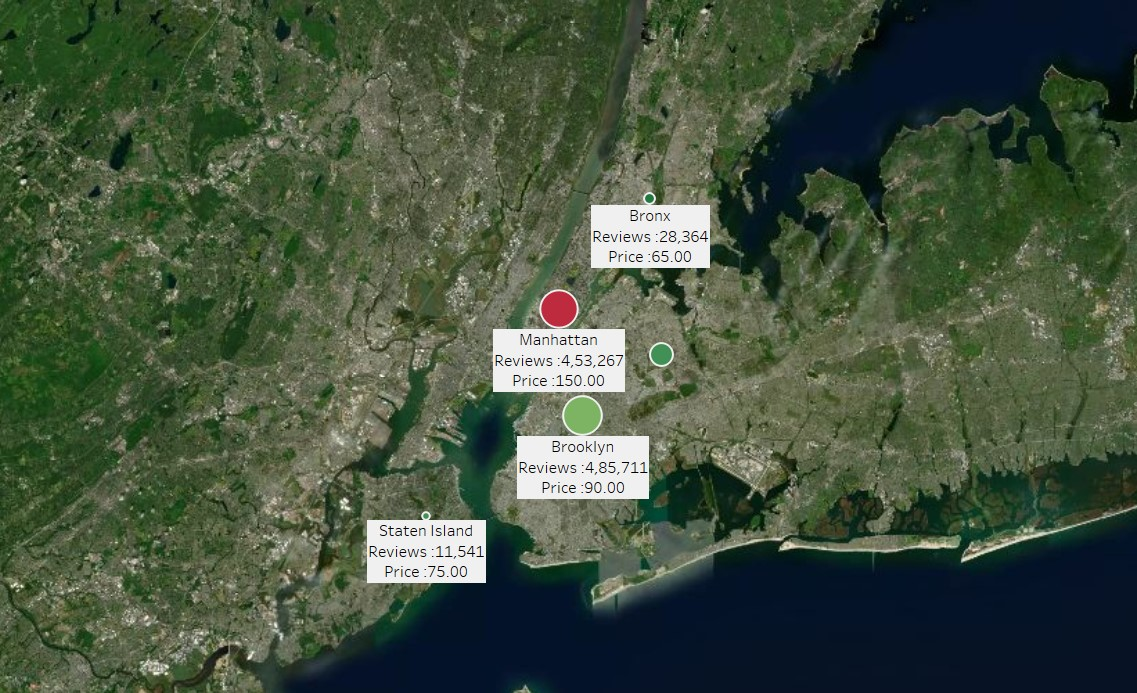 Bronx
Reviews :28,364
Price :65.00
Manhattan
Reviews :4,53,267
Price :150.00
Brooklyn
Reviews :4,85,711
Price :90.00
Staten Island
Reviews :11,541
Price :75.00